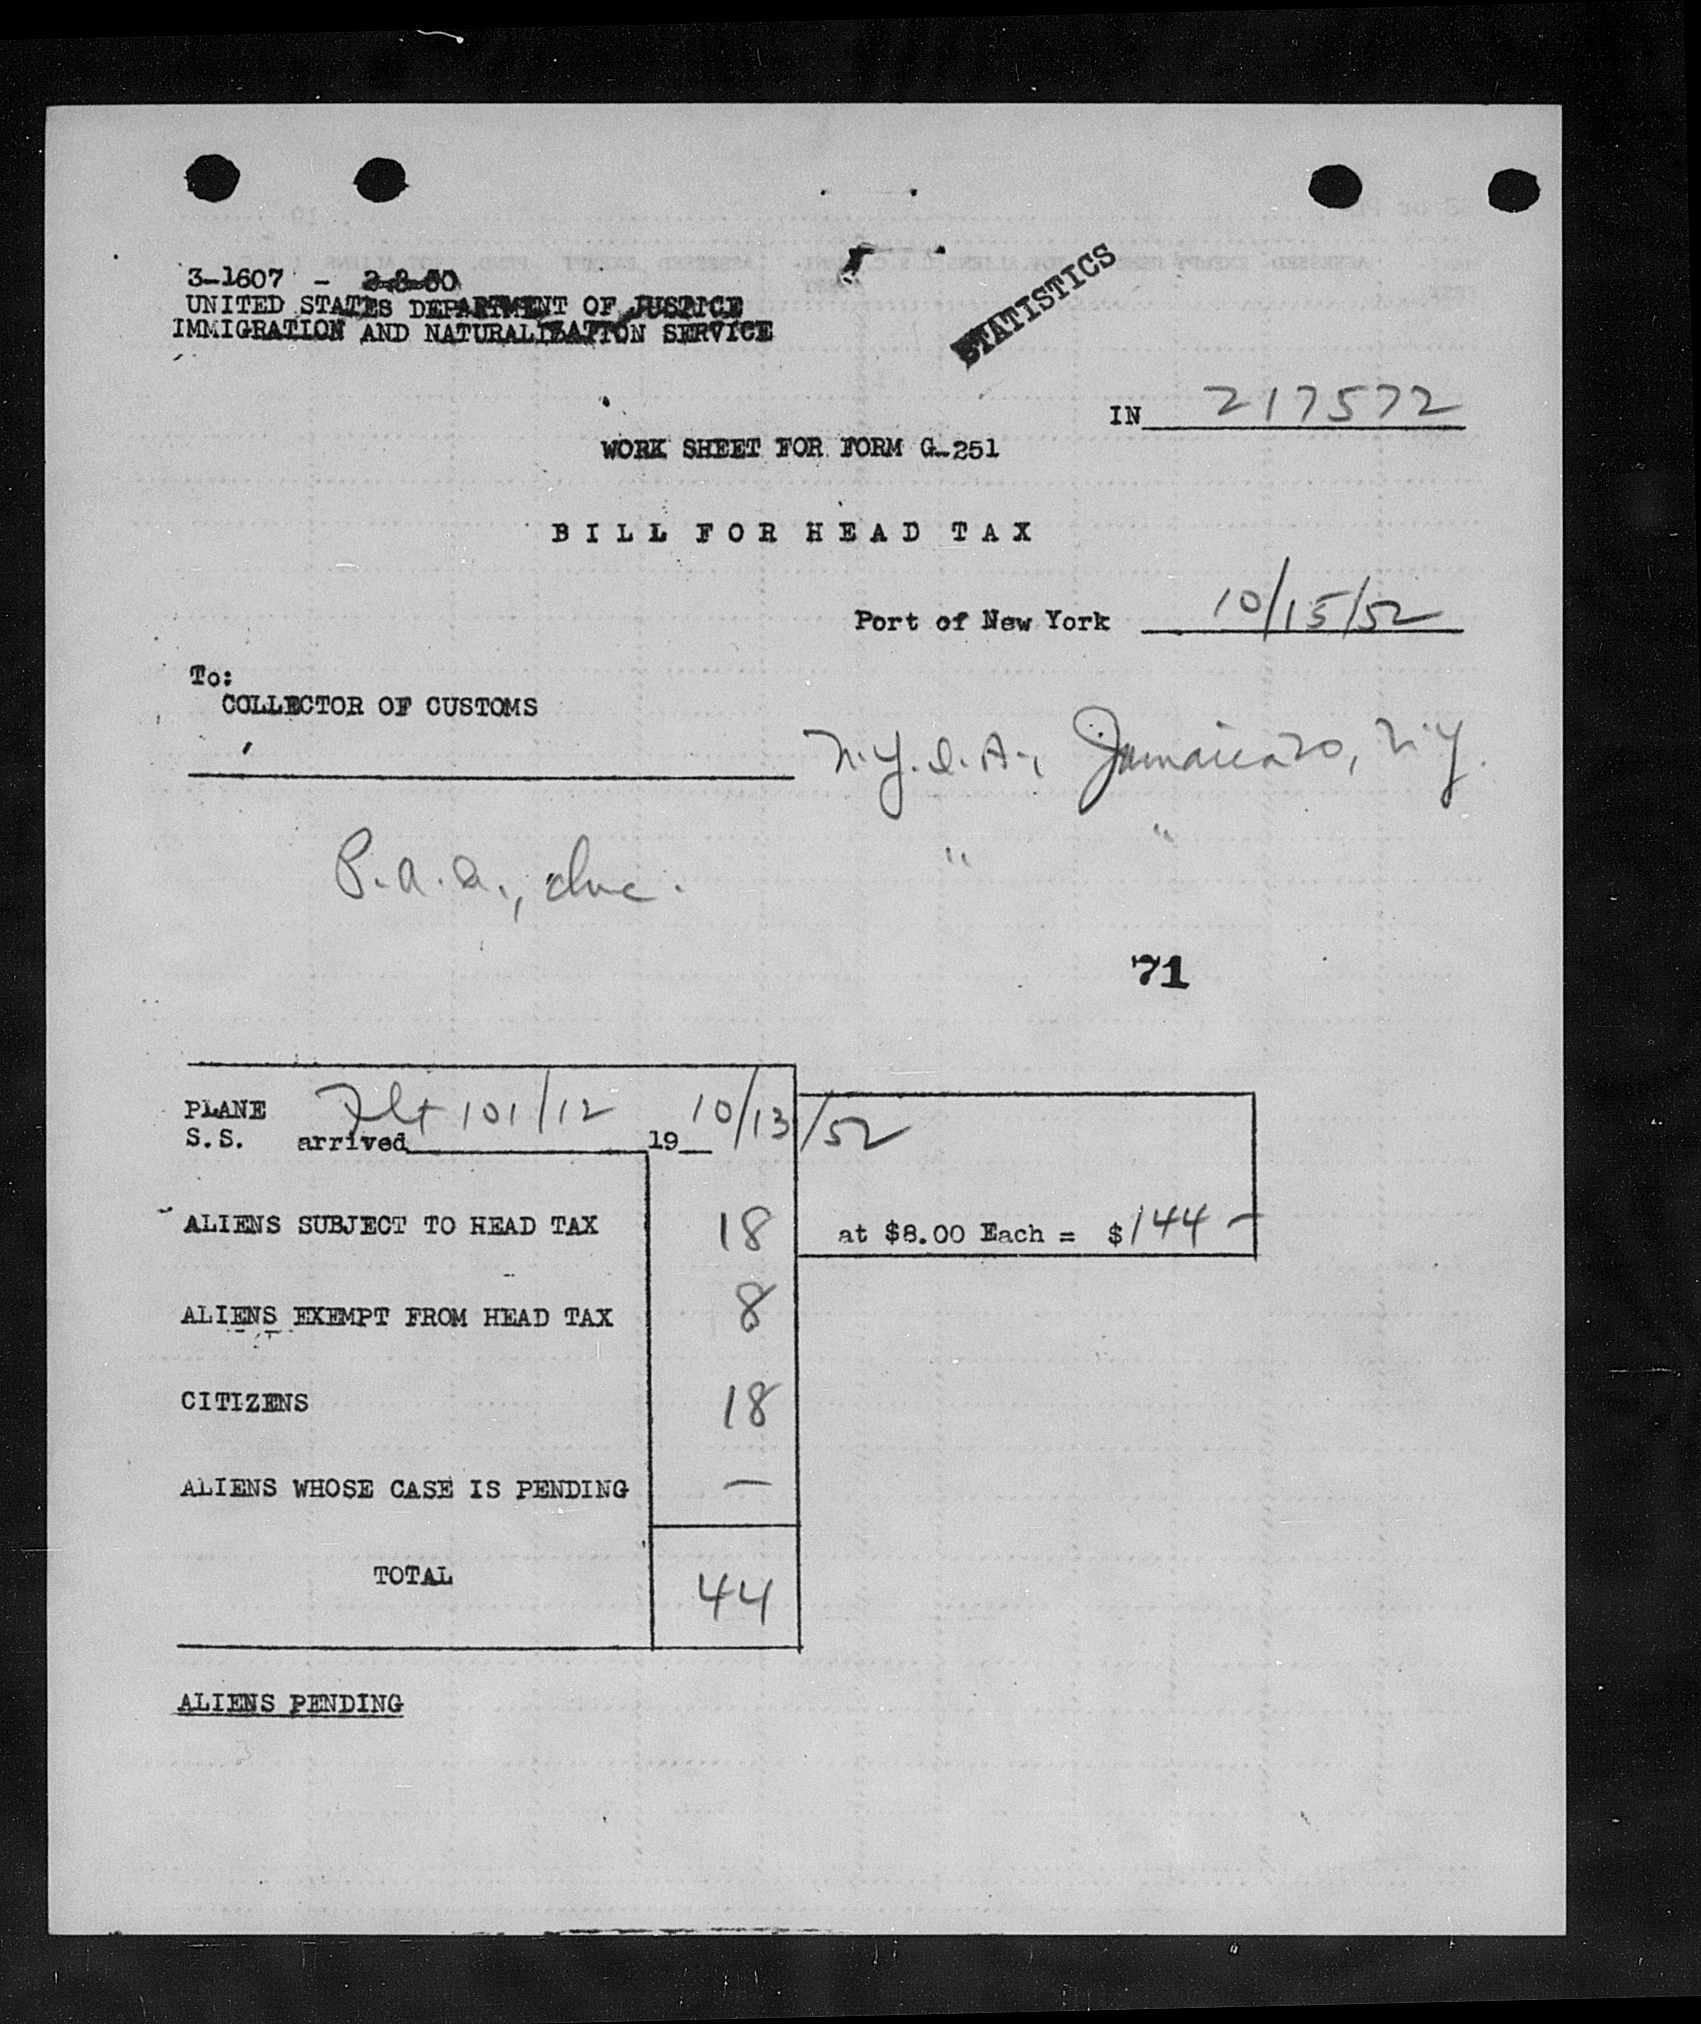 3-1607 - 2-8-50
UNITED STATES DEPARTMENT OF JUSTICE
IMMIGRATION AND NATURALIZATION SERVICE
STATISTICS
IN 217572
WORK SHEET FOR FORM G-251
BILL FOR HEAD TAX
Port of New York 10/15/52
To:
COLLECTOR OF CUSTOMS
N.Y.I.A., Jamaica 30, N.Y.
P.A.A., Inc. " "
71
PLANE Flt 101/12 10/13/52
S.S. arrived 19
ALIENS SUBJECT TO HEAD TAX 18 at $8.00 Each = $144 –
ALIENS EXEMPT FROM HEAD TAX 8
CITIZENS 18
ALIENS WHOSE CASE IS PENDING —
TOTAL 44
ALIENS PENDING